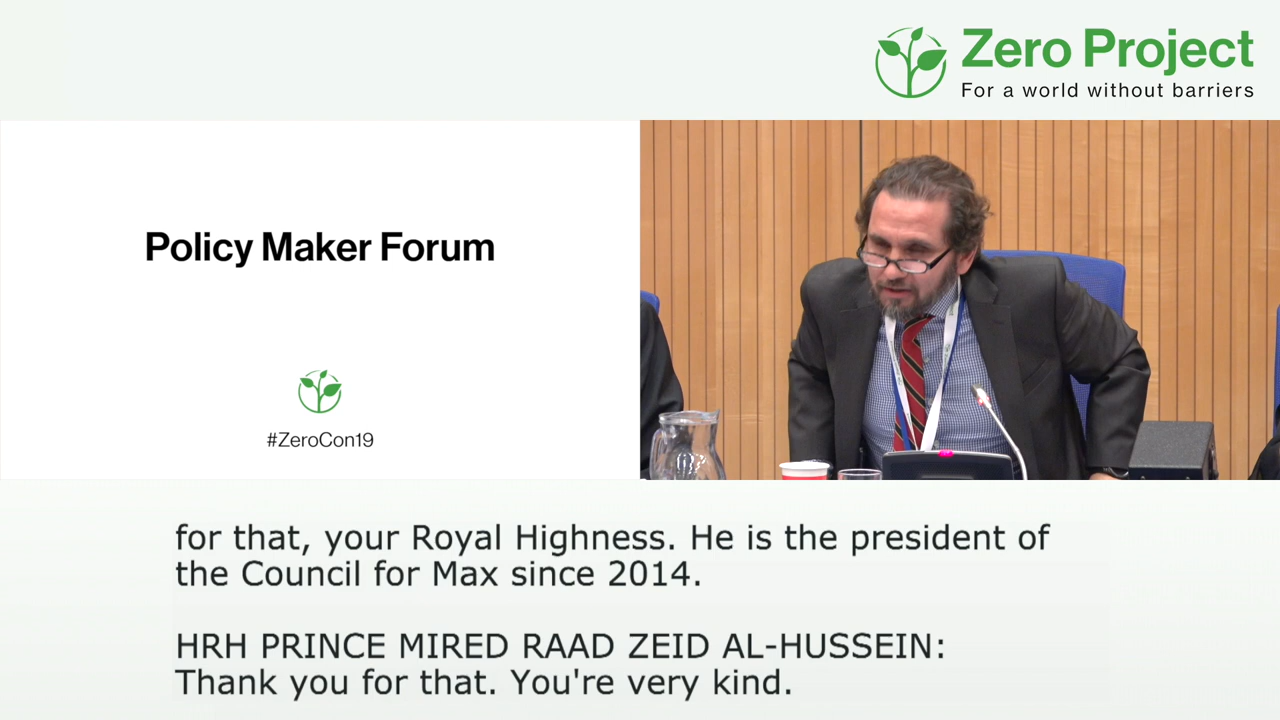 Zero Project
For a world without barriers
Policy Maker Forum
#ZeroCon19
for that, your Royal Highness. He is the president of
the Council for Max since 2014.
HRH PRINCE MIRED RAAD ZEID AL-HUSSEIN:
Thank you for that. You're very kind.